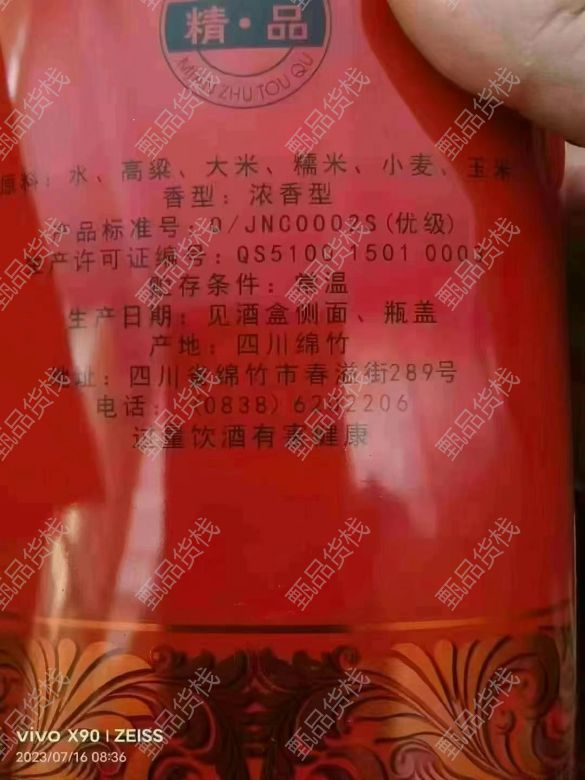 精·品
MIAN ZHU TOU QU
原料：水、高粱、大米、糯米、小麦、玉米
香型：浓香型
产品标准号：Q/JNC0002S(优级)
生产许可证编号：QS5100 1501 0003
贮存条件：常温
生产日期：见酒盒侧面、瓶盖
产地：四川绵竹
地址：四川省绵竹市春溢街289号
电话：(0838)6202206
过量饮酒有害健康
vivo X90 | ZEISS
2023/07/16 08:36
甄品货栈